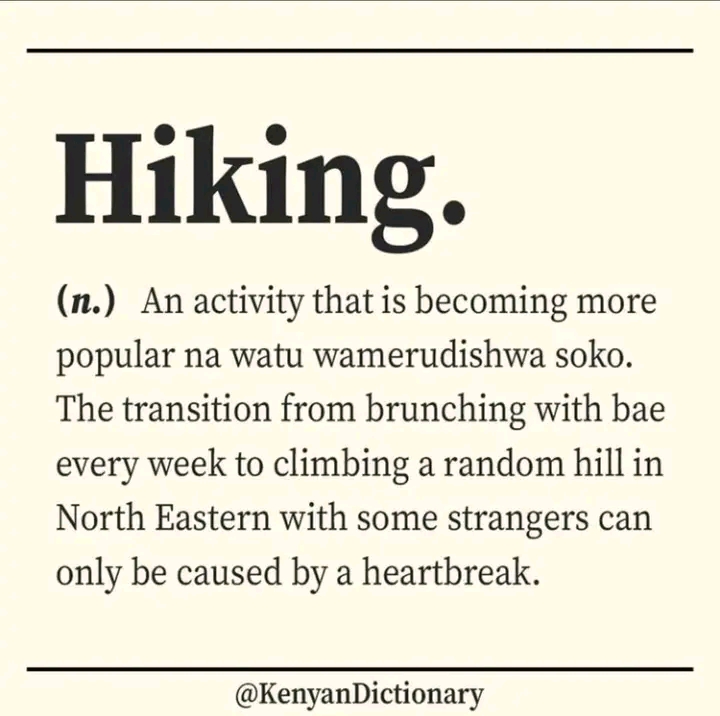 Hiking.
(n.) An activity that is becoming more
popular na watu wamerudishwa soko.
The transition from brunching with bae
every week to climbing a random hill in
North Eastern with some strangers can
only be caused by a heartbreak.
@KenyanDictionary